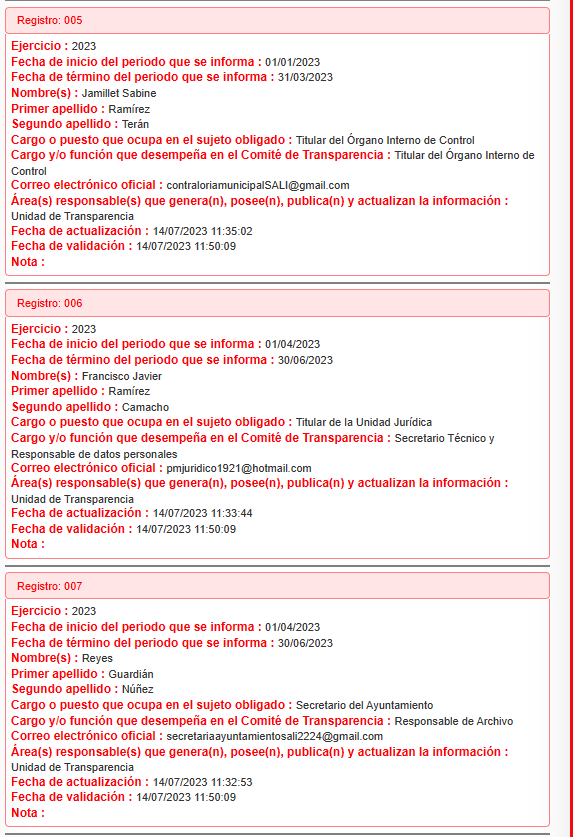 Registro: 005
Ejercicio : 2023
Fecha de inicio del periodo que se informa : 01/01/2023
Fecha de término del periodo que se informa : 31/03/2023
Nombre(s) : Jamillet Sabine
Primer apellido : Ramírez
Segundo apellido : Terán
Cargo o puesto que ocupa en el sujeto obligado : Titular del Órgano Interno de Control
Cargo y/o función que desempeña en el Comité de Transparencia : Titular del Órgano Interno de
Control
Correo electrónico oficial : contraloriamunicipalSALI@gmail.com
Área(s) responsable(s) que genera(n), posee(n), publica(n) y actualizan la información :
Unidad de Transparencia
Fecha de actualización : 14/07/2023 11:35:02
Fecha de validación : 14/07/2023 11:50:09
Nota :
Registro: 006
Ejercicio : 2023
Fecha de inicio del periodo que se informa : 01/04/2023
Fecha de término del periodo que se informa : 30/06/2023
Nombre(s) : Francisco Javier
Primer apellido : Ramírez
Segundo apellido : Camacho
Cargo o puesto que ocupa en el sujeto obligado : Titular de la Unidad Jurídica
Cargo y/o función que desempeña en el Comité de Transparencia : Secretario Técnico y
Responsable de datos personales
Correo electrónico oficial : pmjuridico1921@hotmail.com
Área(s) responsable(s) que genera(n), posee(n), publica(n) y actualizan la información :
Unidad de Transparencia
Fecha de actualización : 14/07/2023 11:33:44
Fecha de validación : 14/07/2023 11:50:09
Nota :
Registro: 007
Ejercicio : 2023
Fecha de inicio del periodo que se informa : 01/04/2023
Fecha de término del periodo que se informa : 30/06/2023
Nombre(s) : Reyes
Primer apellido : Guardián
Segundo apellido : Núñez
Cargo o puesto que ocupa en el sujeto obligado : Secretario del Ayuntamiento
Cargo y/o función que desempeña en el Comité de Transparencia : Responsable de Archivo
Correo electrónico oficial : secretariaayuntamientosali2224@gmail.com
Área(s) responsable(s) que genera(n), posee(n), publica(n) y actualizan la información :
Unidad de Transparencia
Fecha de actualización : 14/07/2023 11:32:53
Fecha de validación : 14/07/2023 11:50:09
Nota :